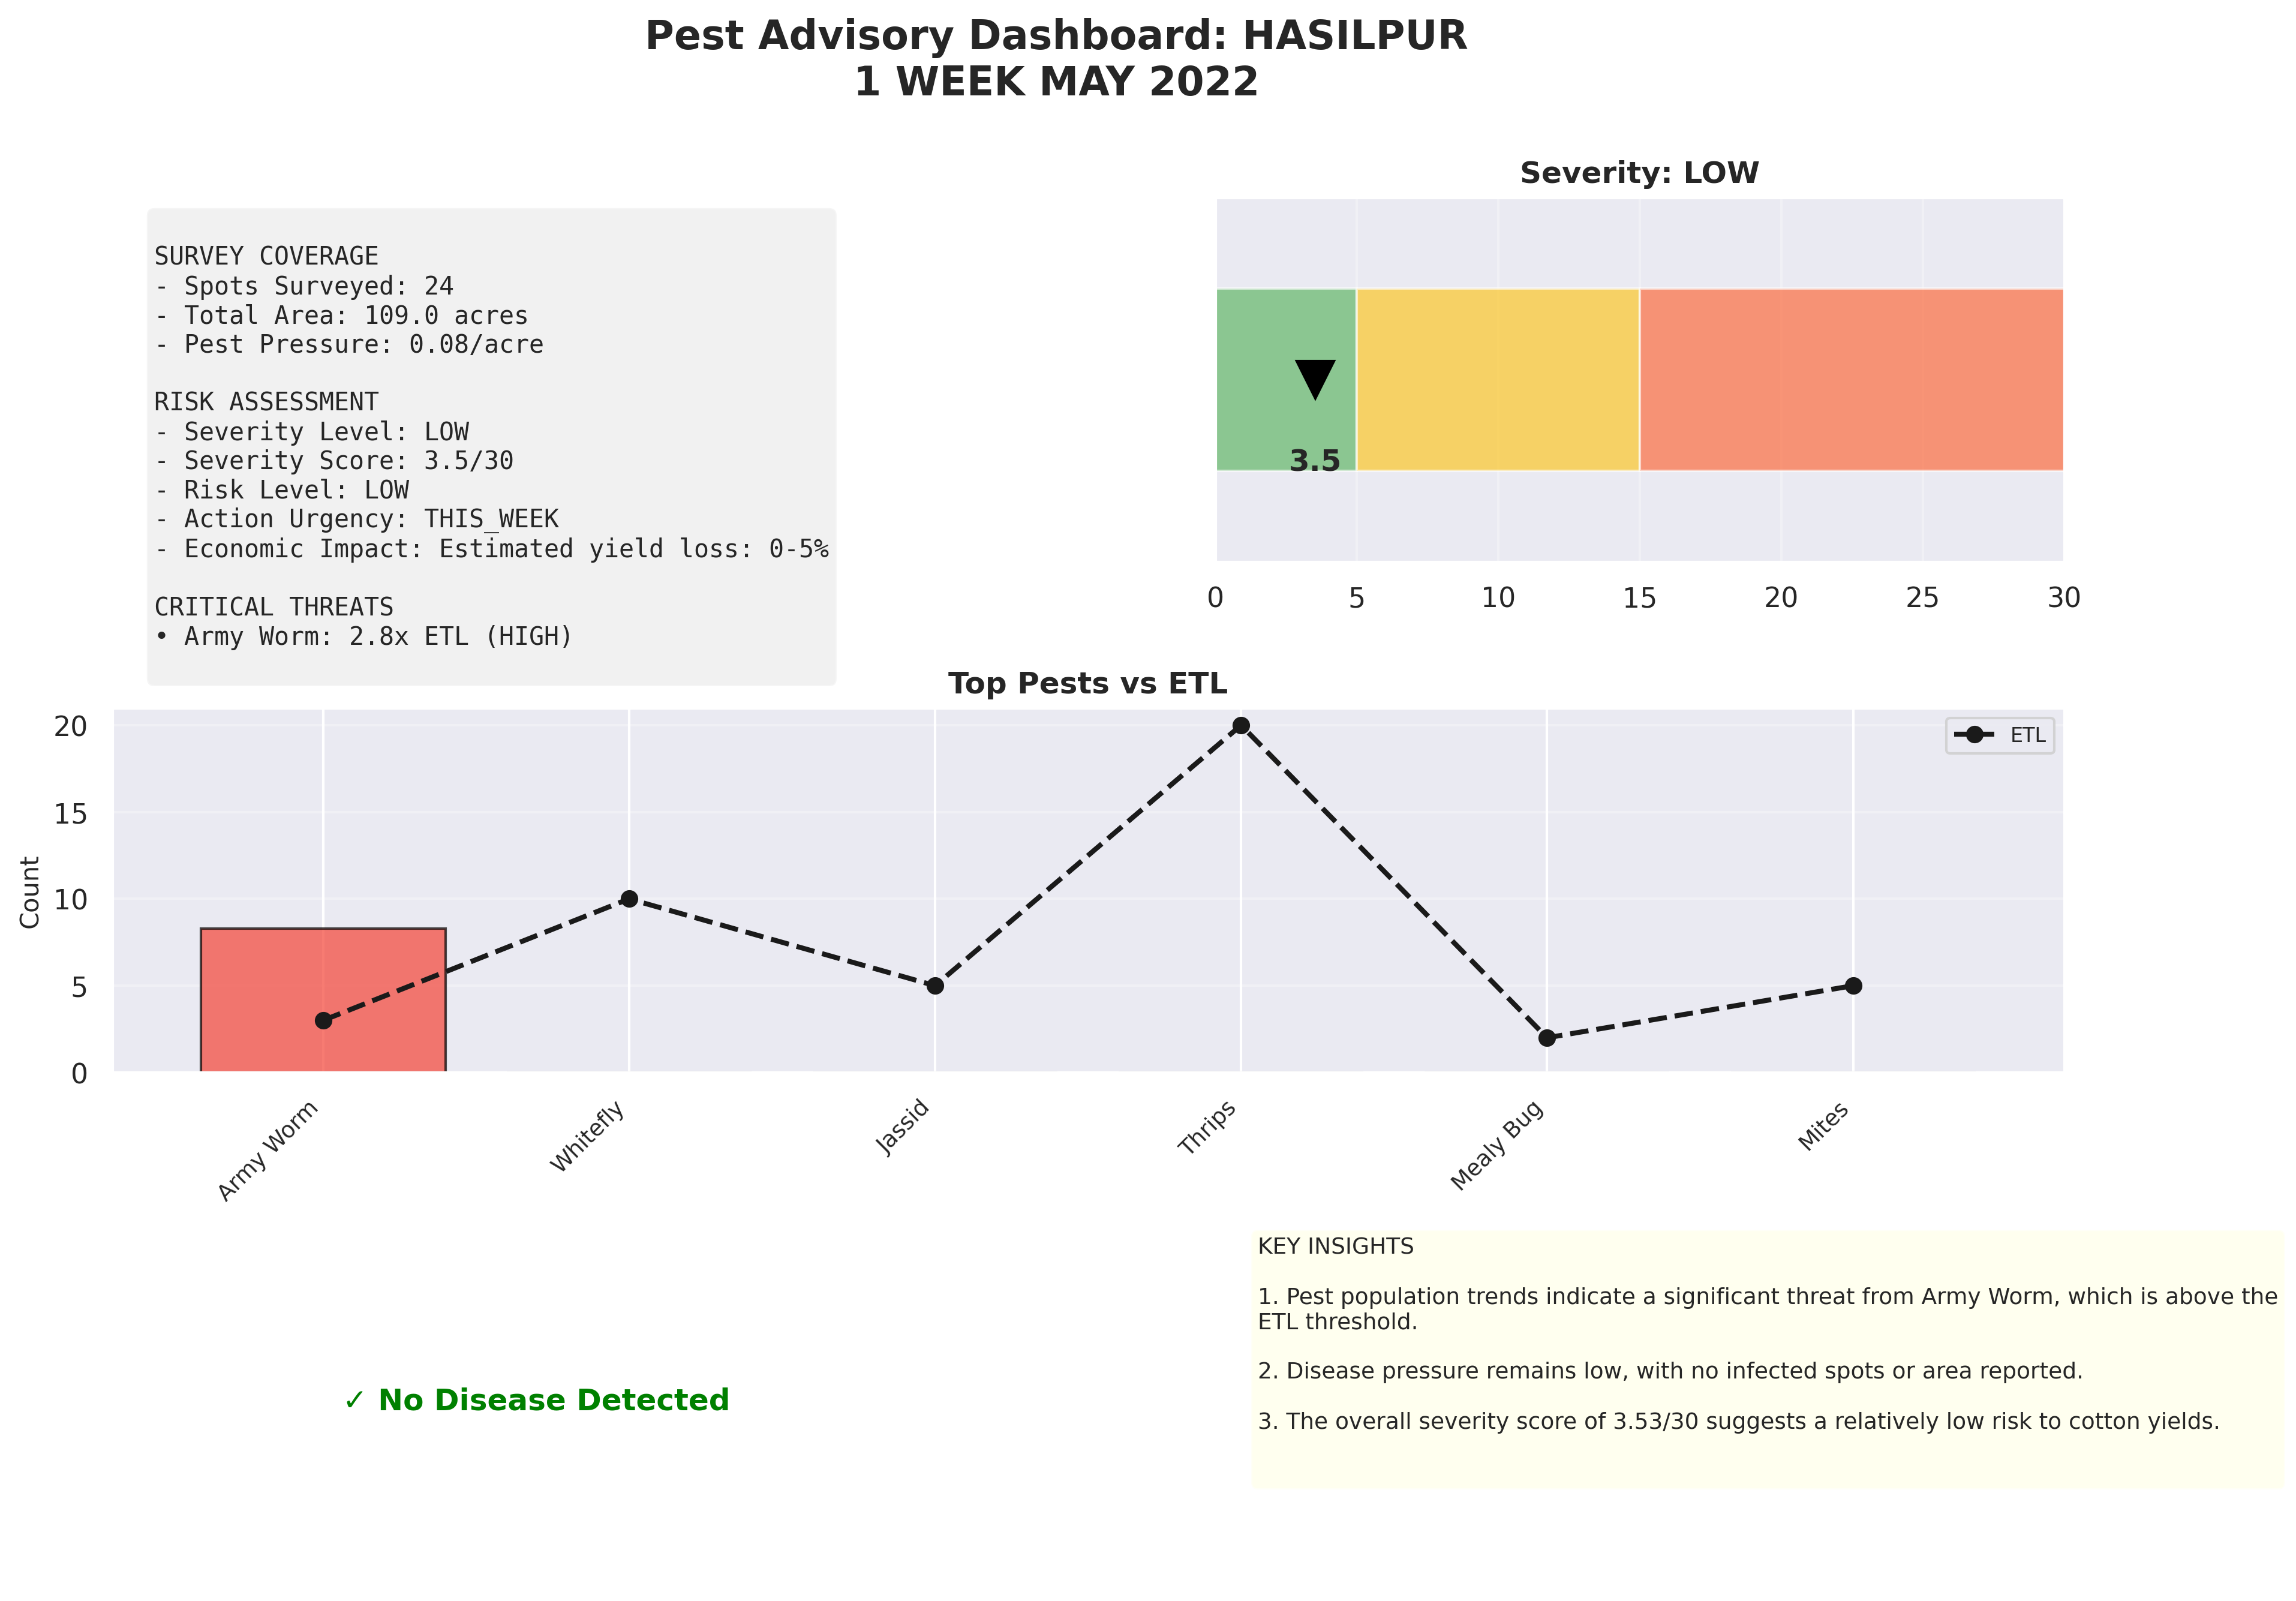 Pest Advisory Dashboard: HASILPUR
1 WEEK MAY 2022
SURVEY COVERAGE
- Spots Surveyed: 24
- Total Area: 109.0 acres
- Pest Pressure: 0.08/acre
RISK ASSESSMENT
- Severity Level: LOW
- Severity Score: 3.5/30
- Risk Level: LOW
- Action Urgency: THIS_WEEK
- Economic Impact: Estimated yield loss: 0-5%
CRITICAL THREATS
• Army Worm: 2.8x ETL (HIGH)
Severity: LOW
3.5
0 5 10 15 20 25 30
Top Pests vs ETL
ETL
Count
20
15
10
5
0
Army Worm Whitefly Jassid Thrips Mealy Bug Mites
✓ No Disease Detected
KEY INSIGHTS
1. Pest population trends indicate a significant threat from Army Worm, which is above the
ETL threshold.
2. Disease pressure remains low, with no infected spots or area reported.
3. The overall severity score of 3.53/30 suggests a relatively low risk to cotton yields.